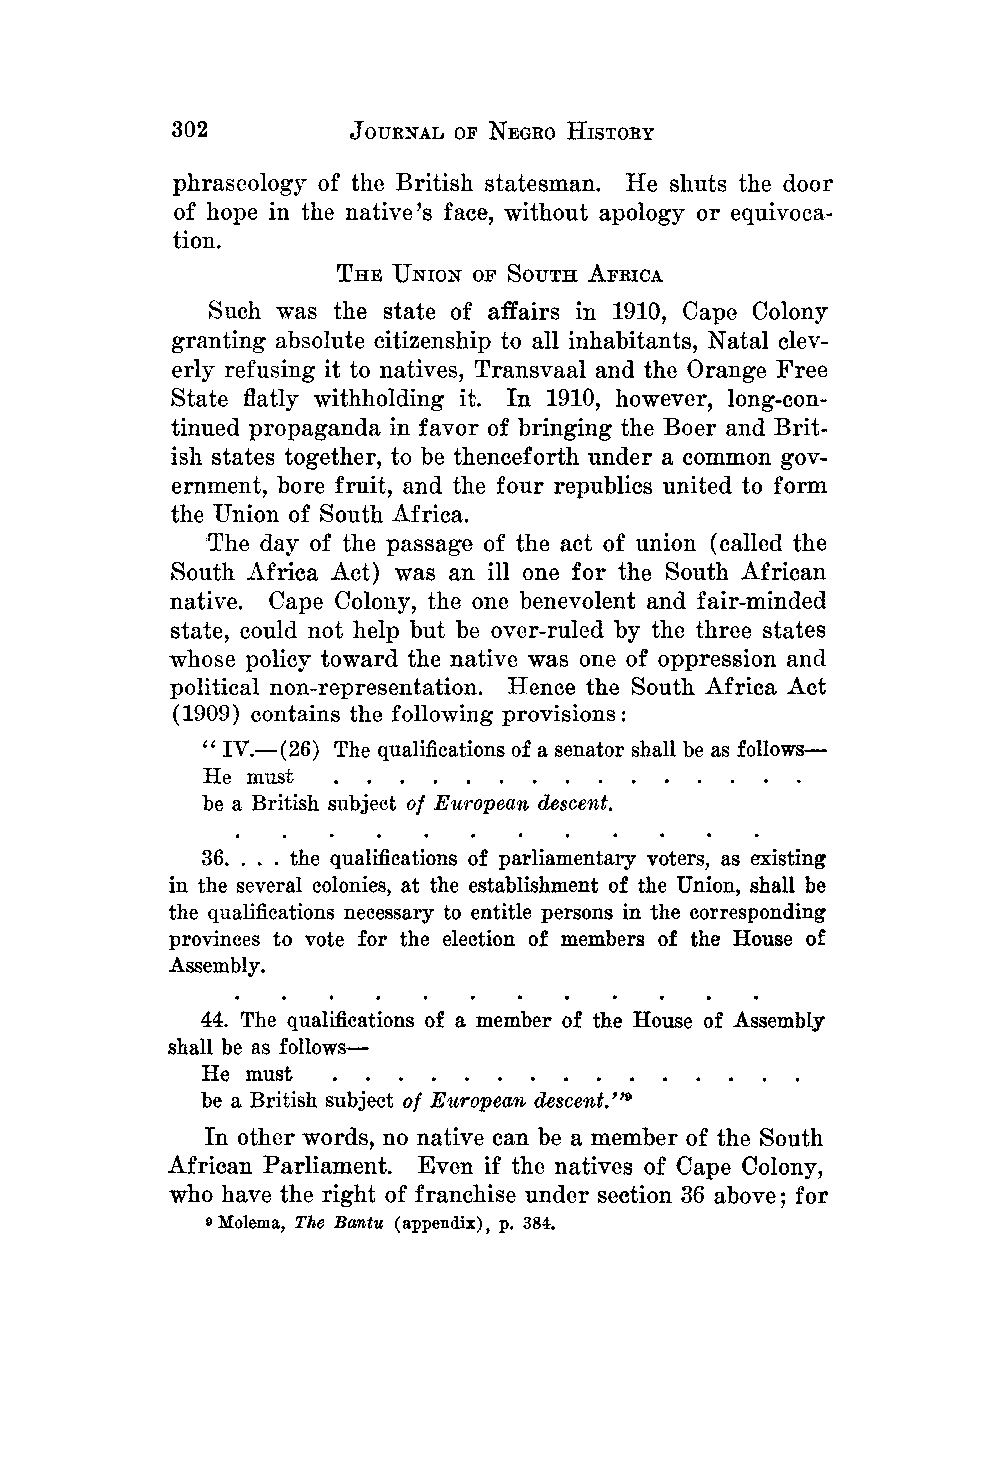 302 JOURNAL OF NEGRO HISTORY
phraseology of the British statesman. He shuts the door
of hope in the native's face, without apology or equivoca-
tion.
THE UNION OF SOUTH AFRICA
Such was the state of affairs in 1910, Cape Colony
granting absolute citizenship to all inhabitants, Natal clev-
erly refusing it to natives, Transvaal and the Orange Free
State flatly withholding it. In 1910, however, long-con-
tinued propaganda in favor of bringing the Boer and Brit-
ish states together, to be thenceforth under a common gov-
ernment, bore fruit, and the four republics united to form
the Union of South Africa.
The day of the passage of the act of union (called the
South Africa Act) was an ill one for the South African
native. Cape Colony, the one benevolent and fair-minded
state, could not help but be over-ruled by the three states
whose policy toward the native was one of oppression and
political non-representation. Hence the South Africa Act
(1909) contains the following provisions:
"IV.—(26) The qualifications of a senator shall be as follows—
He must . . . . . . . . . . . . . . .
be a British subject of European descent.
. . . . . . . . . . . .
36. . . . the qualifications of parliamentary voters, as existing
in the several colonies, at the establishment of the Union, shall be
the qualifications necessary to entitle persons in the corresponding
provinces to vote for the election of members of the House of
Assembly.
. . . . . . . . . . . .
44. The qualifications of a member of the House of Assembly
shall be as follows—
He must . . . . . . . . . . . . . . .
be a British subject of European descent."⁹
In other words, no native can be a member of the South
African Parliament. Even if the natives of Cape Colony,
who have the right of franchise under section 36 above; for
⁹ Molema, The Bantu (appendix), p. 384.